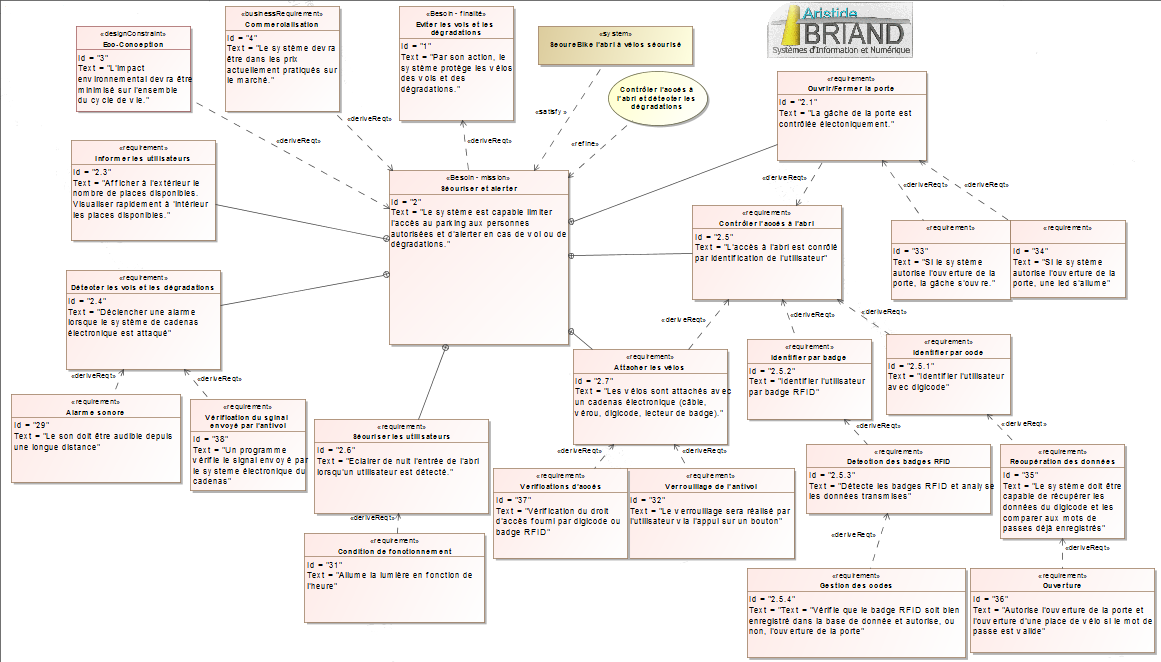 «designConstraint»
Eco-Conception
Id = "3"
Text = "L'impact
environnemental devra être
minimisé sur l'ensemble
du cycle de vie."
«businessRequirement»
Commercialisation
Id = "4"
Text = "Le système devra
être dans les prix
actuellement pratiqués sur
le marché."
«Besoin - finalité»
Eviter les vols et les
dégradations
Id = "1"
Text = "Par son action, le
système protège les vélos
des vols et des
dégradations."
«system»
SecureBike l'abri à vélos sécurisé
Contrôler l'accès à
l'abri et détecter les
dégradations
Aristide
BRIAND
Systèmes d'Information et Numérique
«requirement»
Ouvrir/Fermer la porte
Id = "2.1"
Text = "La gâche de la porte est
contrôlée électoniquement."
«deriveReqt»
«deriveReqt»
«deriveReqt»
«satisfy»
«refine»
«requirement»
Informer les utilisateurs
Id = "2.3"
Text = "Afficher à l'extérieur le
nombre de places disponibles.
Visualiser rapidement à 'intérieur
les places disponibles."
«Besoin - mission»
Sécuriser et alerter
Id = "2"
Text = "Le système est capable limiter
l'accès au parking aux personnes
autorisées et d'alerter en cas de vol ou de
dégradations."
«deriveReqt»
«deriveReqt»
«deriveReqt»
«requirement»
Contrôler l'accès à l'abri
Id = "2.5"
Text = "L'accès à l'abri est conrôlé
par identification de l'utilisateur"
«requirement»
Id = "33"
Text = "Si le système
autorise l'ouverture de la
porte, la gâche s'ouvre."
«requirement»
Id = "34"
Text = "Si le système
autorise l'ouverture de la
porte, une led s'allume"
«requirement»
Détecter les vols et les dégradations
Id = "2.4"
Text = "Déclencher une alarme
lorsque le système de cadenas
électronique est attaqué"
«deriveReqt»
«deriveReqt»
«deriveReqt»
«deriveReqt»
«deriveReqt»
«requirement»
Attacher les vélos
Id = "2.7"
Text = "Les vélos sont attachés avec
un cadenas électronique (câble,
vérou, digicode, lecteur de badge)."
«requirement»
Identifier par badge
Id = "2.5.2"
Text = "Identifier l'utilisateur
par badge RFID"
«requirement»
Identifier par code
Id = "2.5.1"
Text = "Identifier l'utilisateur
avec digicode"
«requirement»
Alarme sonore
Id = "29"
Text = "Le son doit être audible depuis
une longue distance"
«requirement»
Vérification du sginal
envoyé par l'antivol
Id = "38"
Text = "Un programme
vérifie le signal envoyé par
le systeme électronique du
cadenas"
«requirement»
Sécuriser les utilisateurs
Id = "2.6"
Text = "Eclairer de nuit l'entrée de l'abri
lorsqu'un utilisateur est détecté."
«deriveReqt»
«deriveReqt»
«deriveReqt»
«deriveReqt»
«deriveReqt»
«requirement»
Verifications d'accès
Id = "37"
Text = "Vérification du droit
d'accès fourni par digicode ou
badge RFID"
«requirement»
Verrouillage de l'antivol
Id = "32"
Text = "Le verrouillage sera réalisé par
l'utilisateur via l'appui sur un bouton"
«requirement»
Detection des badges RFID
Id = "2.5.3"
Text = "Détecte les badges RFID et analyse
les données transmises"
«requirement»
Recupération des données
Id = "35"
Text = "Le système doit être
capable de récupérer les
données du digicode et les
comparer aux mots de
passes déjà enregistrés"
«requirement»
Condition de fonctionnement
Id = "31"
Text = "Allume la lumière en fonction de
l'heure"
«deriveReqt»
«deriveReqt»
«requirement»
Gestion des codes
Id = "2.5.4"
Text = "Text = "Vérifie que le badge RFID soit bien
enregistré dans la base de donnée et autorise, ou
non, l'ouverture de la porte"
«requirement»
Ouverture
Id = "36"
Text = "Autorise l'ouverture de la porte et
l'ouverture d'une place de vélo si le mot de
passe est valide"